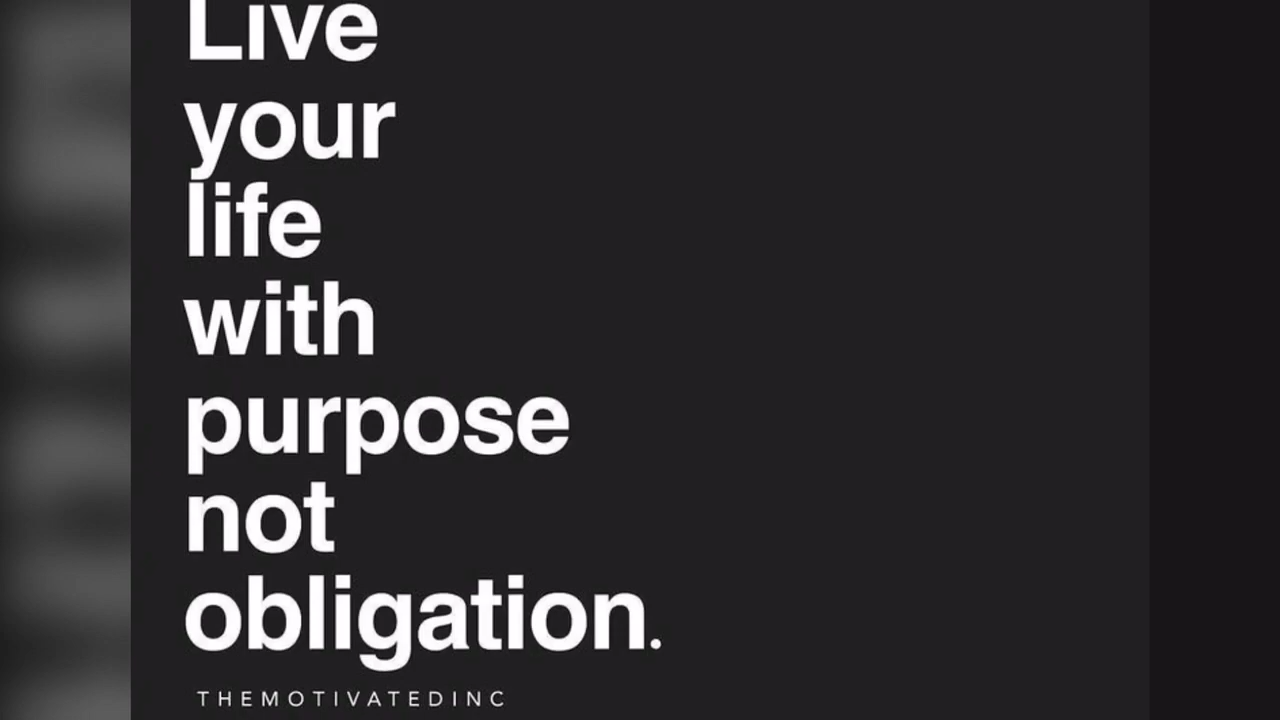 Live
your
life
with
purpose
not
obligation.
THEMOTIVATEDINC